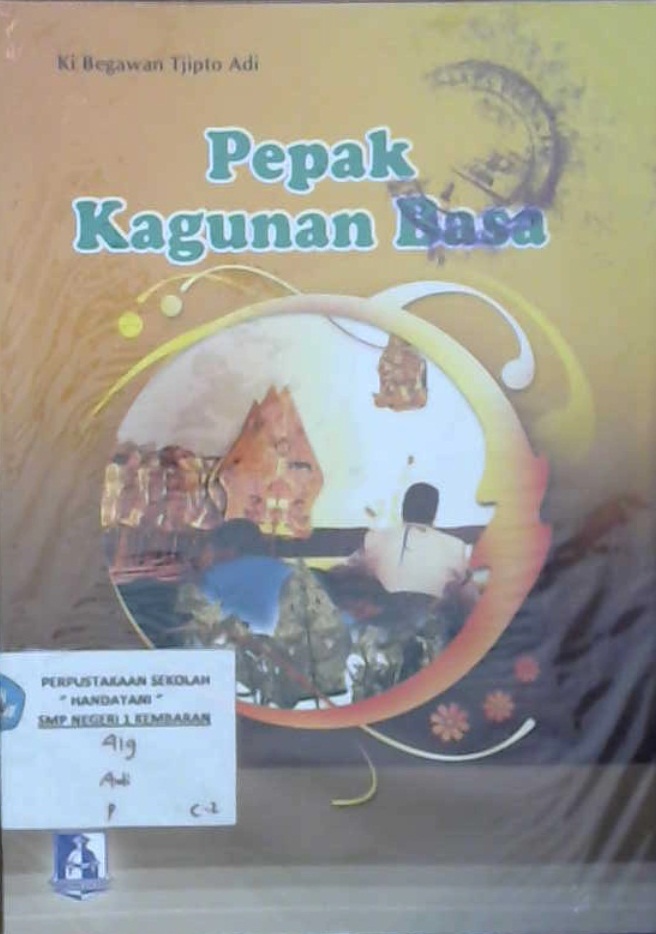 Ki Begawan Tjipto Adi
Pepak
Kagunan Basa
PERPUSTAKAAN SEKOLAH
" HANDAYANI "
SMP NEGERI 1 KEMBARAN
419
Adi
P C-2